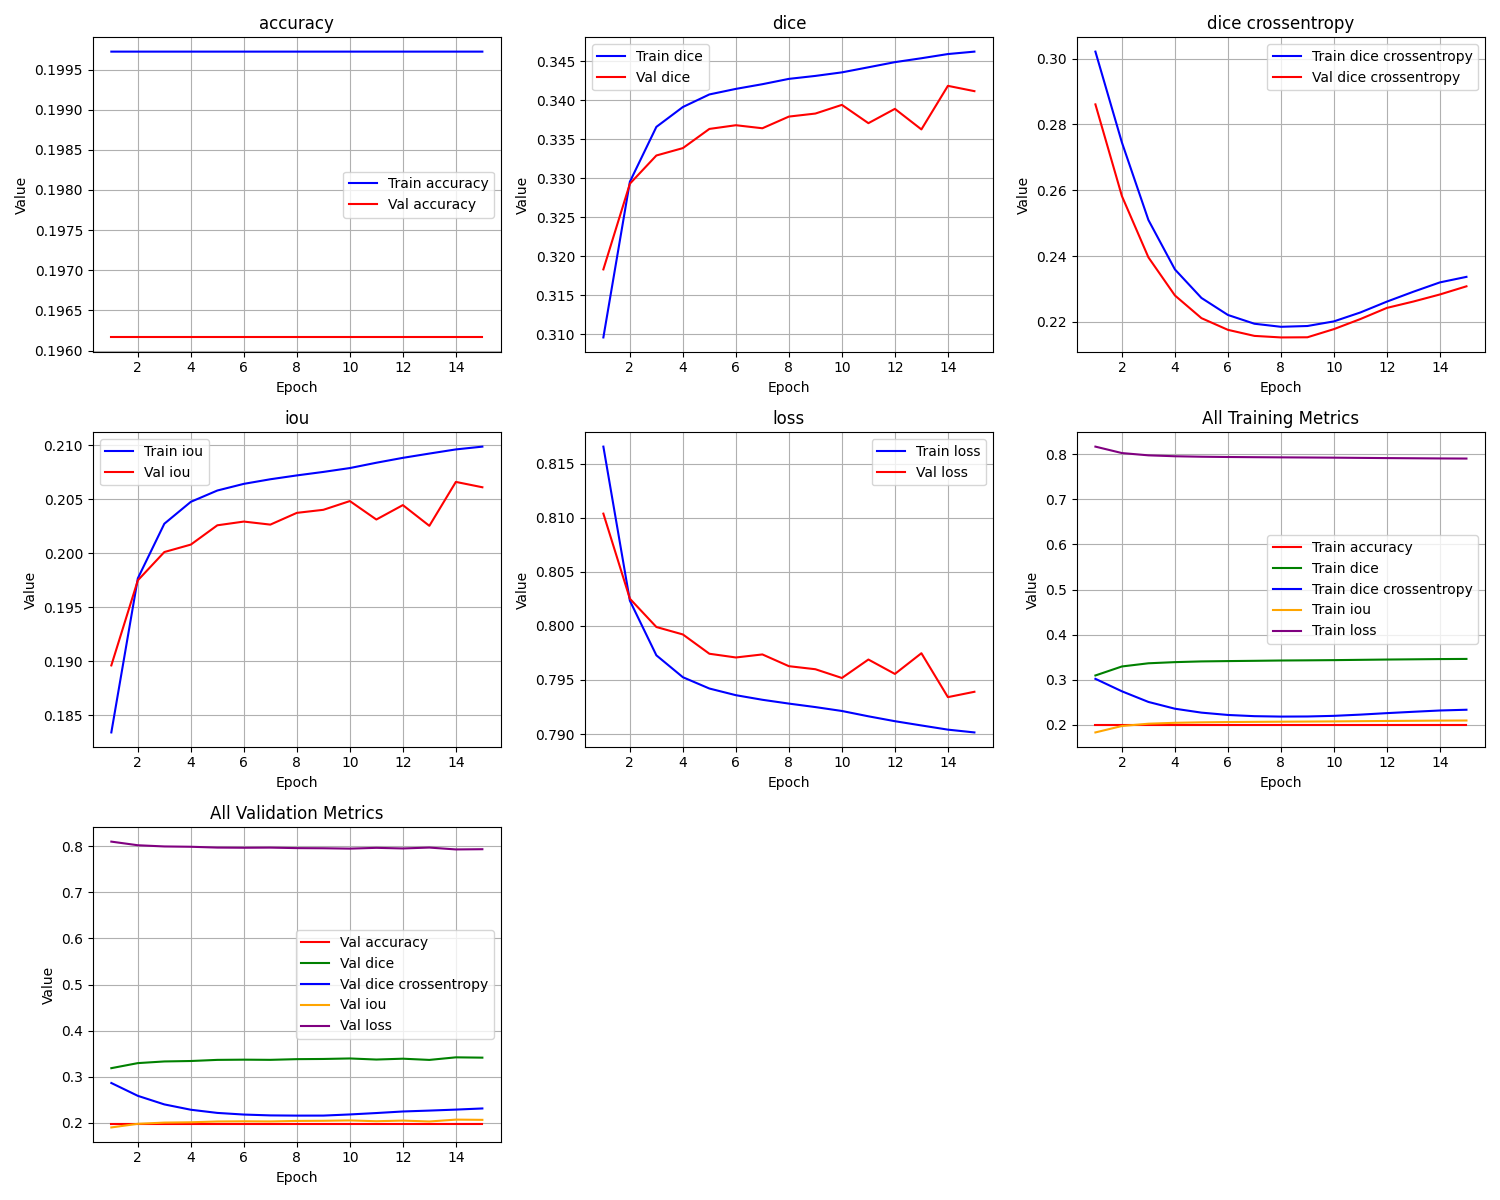 accuracy
0.1995
0.1990
0.1985
0.1980
0.1975
0.1970
0.1965
0.1960
Value
Train accuracy
Val accuracy
2 4 6 8 10 12 14
Epoch
dice
0.345
0.340
0.335
0.330
0.325
0.320
0.315
0.310
Value
Train dice
Val dice
2 4 6 8 10 12 14
Epoch
dice crossentropy
0.30
0.28
0.26
0.24
0.22
Value
Train dice crossentropy
Val dice crossentropy
2 4 6 8 10 12 14
Epoch
iou
0.210
0.205
0.200
0.195
0.190
0.185
Value
Train iou
Val iou
2 4 6 8 10 12 14
Epoch
loss
0.815
0.810
0.805
0.800
0.795
0.790
Value
Train loss
Val loss
2 4 6 8 10 12 14
Epoch
All Training Metrics
0.8
0.7
0.6
0.5
0.4
0.3
0.2
Value
Train accuracy
Train dice
Train dice crossentropy
Train iou
Train loss
2 4 6 8 10 12 14
Epoch
All Validation Metrics
0.8
0.7
0.6
0.5
0.4
0.3
0.2
Value
Val accuracy
Val dice
Val dice crossentropy
Val iou
Val loss
2 4 6 8 10 12 14
Epoch